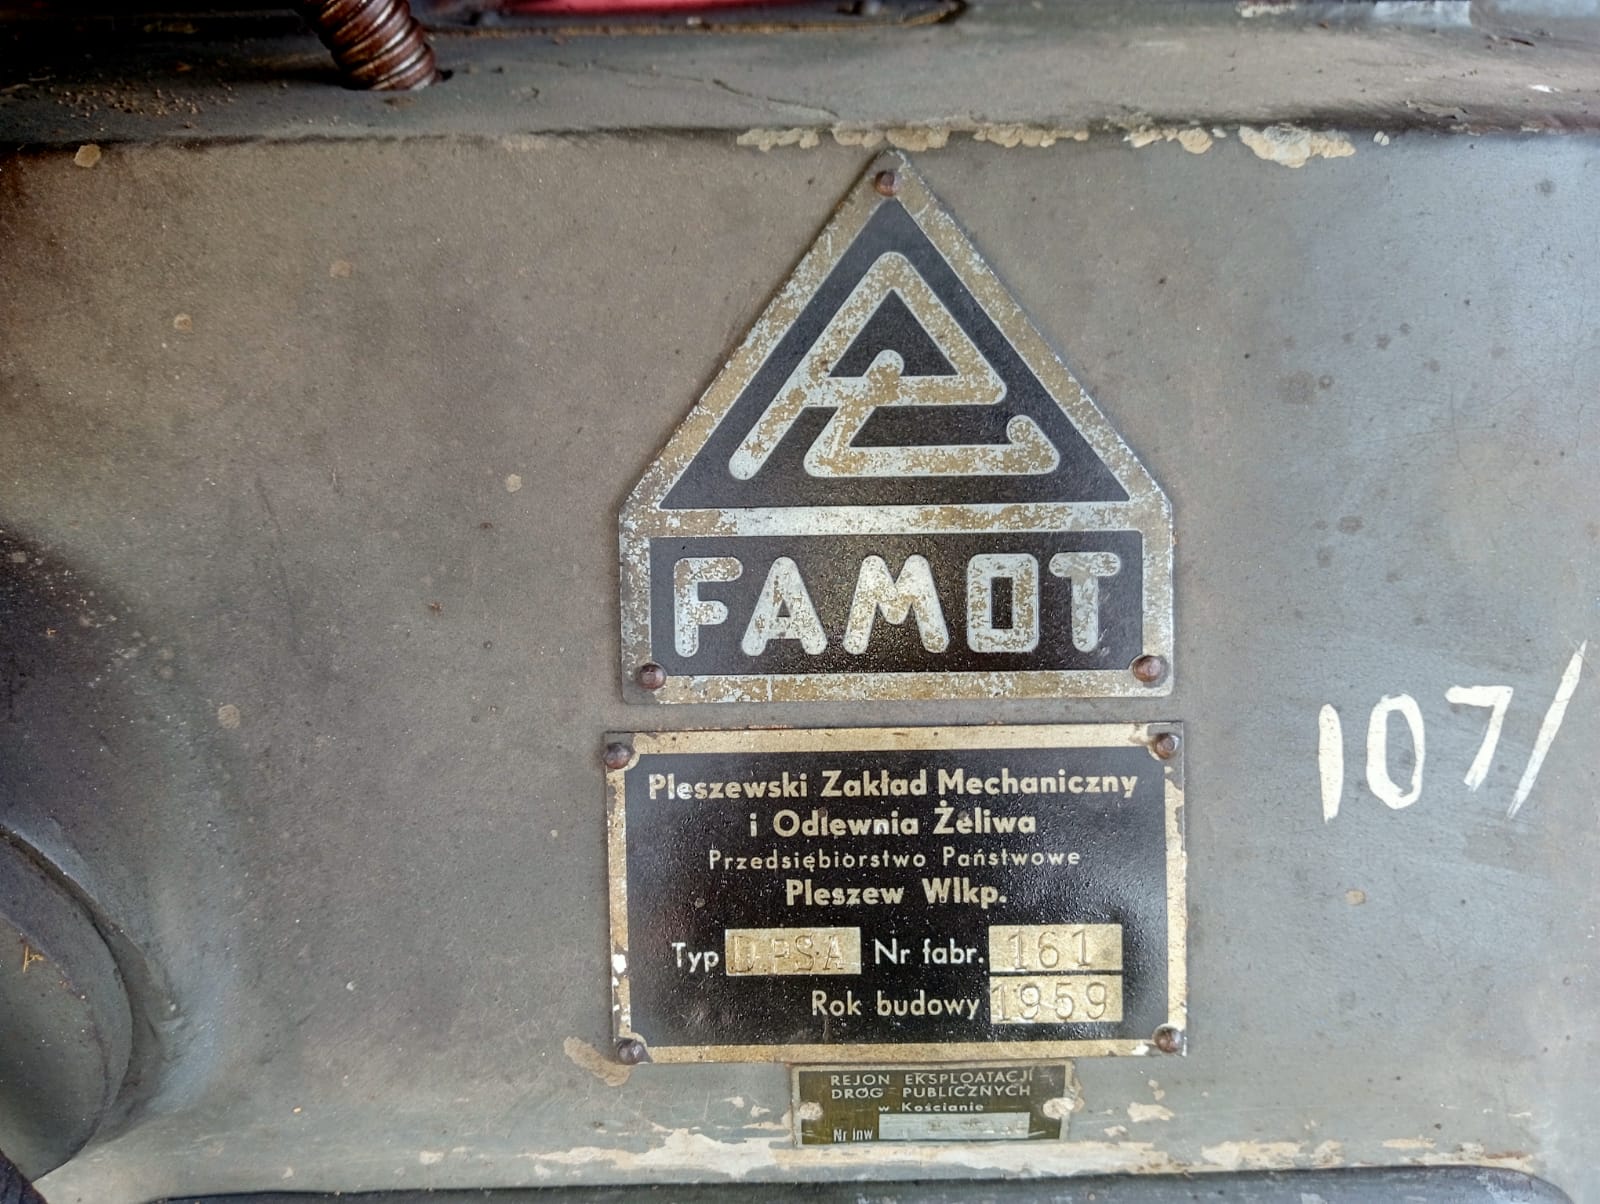 FAMOT
Pleszewski Zakład Mechaniczny
i Odlewnia Żeliwa
Przedsiębiorstwo Państwowe
Pleszew Wlkp.
Typ Nr fabr. 161
Rok budowy 1959
107/
REJON EKSPLOATACJI
DRÓG PUBLICZNYCH
w Kościanie
Nr inw